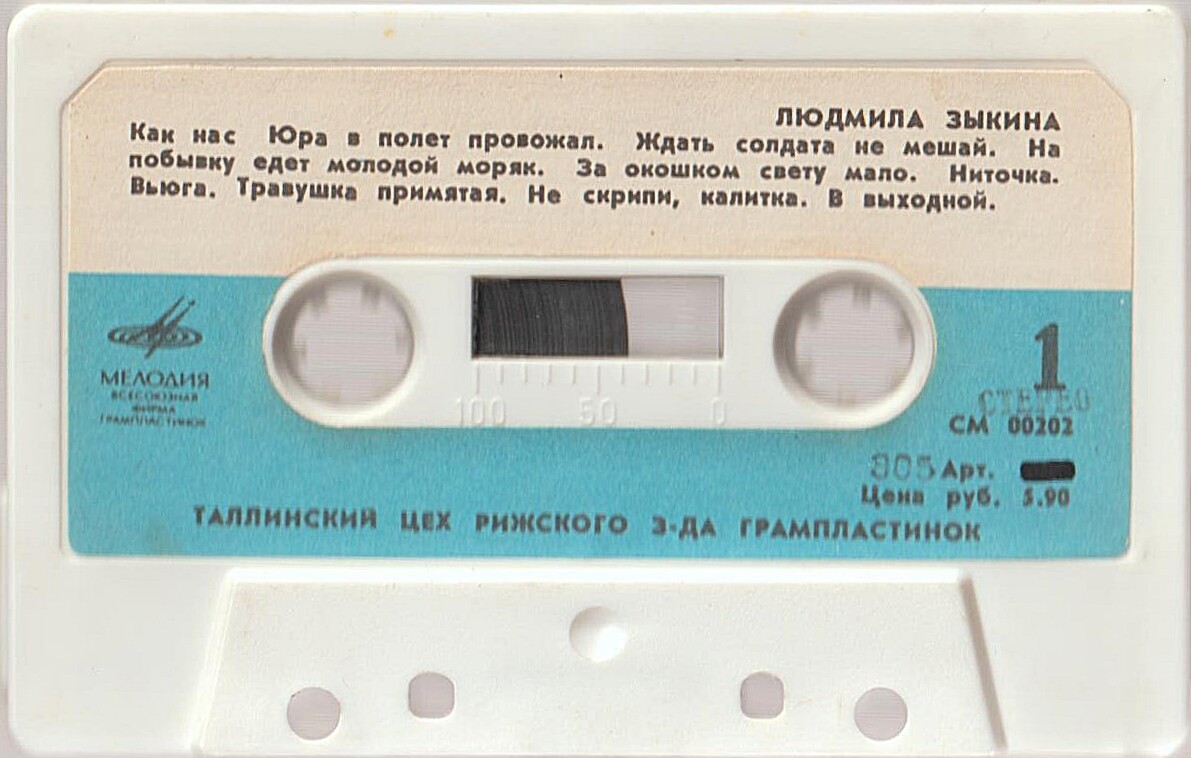 ЛЮДМИЛА ЗЫКИНА
Как нас Юра в полет провожал. Ждать солдата не мешай. На
побывку едет молодой моряк. За окошком свету мало. Ниточка.
Вьюга. Травушка примятая. Не скрипи, калитка. В выходной.
МЕЛОДИЯ
ВСЕСОЮЗНАЯ
ФИРМА
ГРАМПЛАСТИНОК
100 50 0
1
СТЕРЕО
СМ 00202
305 Арт.
Цена руб. 5.90
ТАЛЛИНСКИЙ ЦЕХ РИЖСКОГО З-ДА ГРАМПЛАСТИНОК